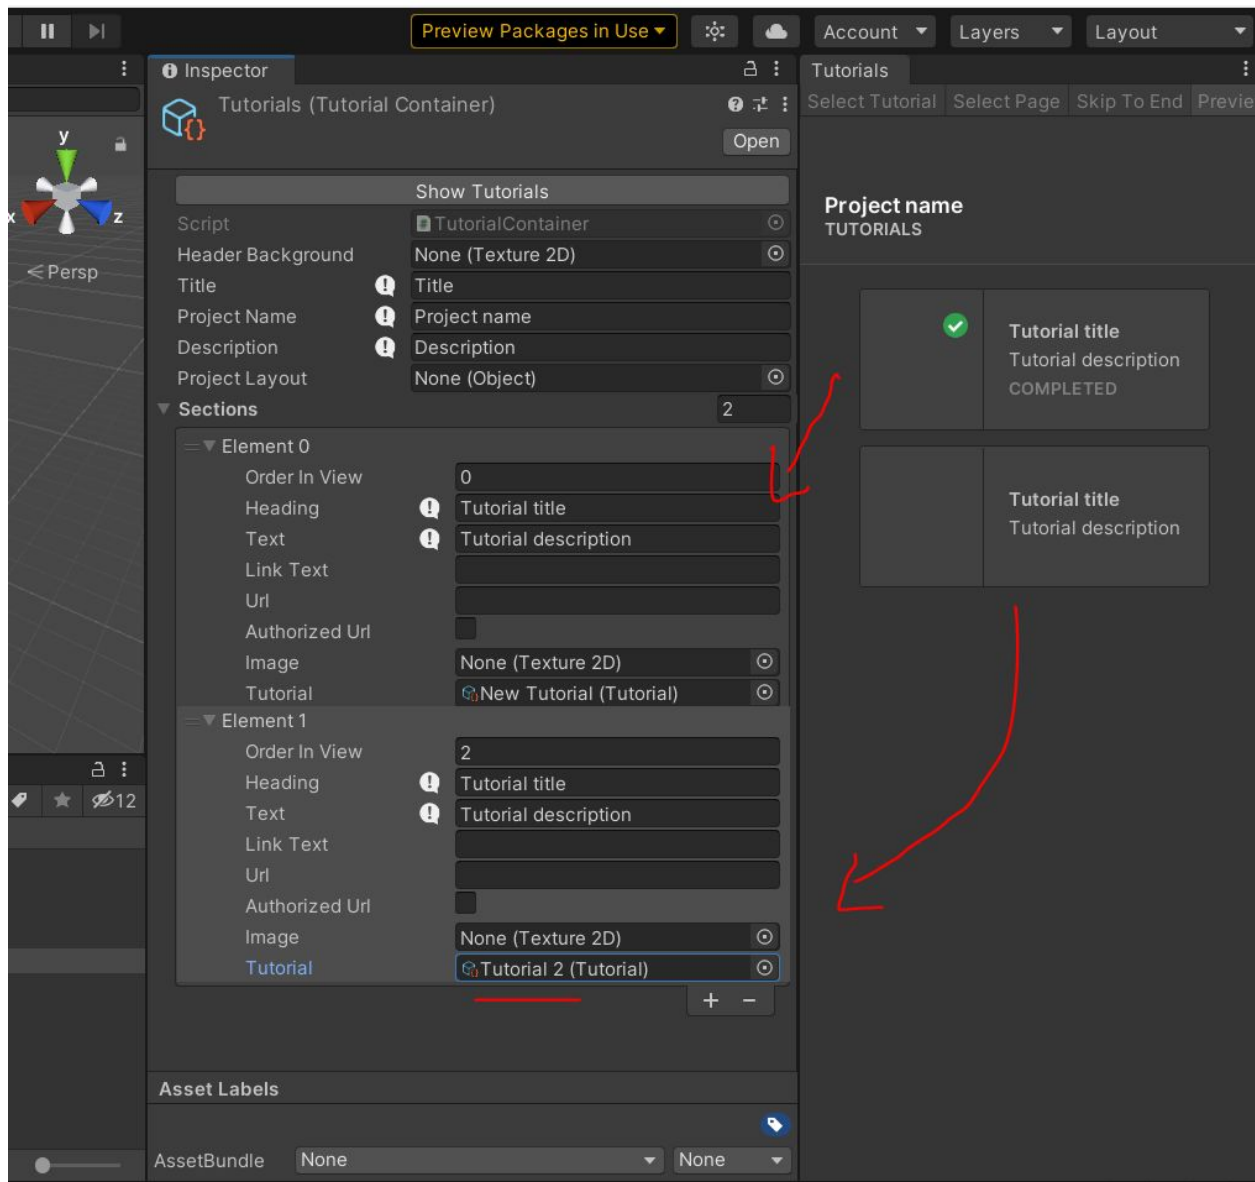 Preview Packages in Use
Account
Layers
Layout
Inspector
Tutorials
Tutorials (Tutorial Container)
Select Tutorial
Select Page
Skip To End
Previe
Open
y
x
z
Persp
12
Show Tutorials
Script
TutorialContainer
Header Background
None (Texture 2D)
Title
Title
Project Name
Project name
Description
Description
Project Layout
None (Object)
Sections
2
Element 0
Order In View
0
Heading
Tutorial title
Text
Tutorial description
Link Text
Url
Authorized Url
Image
None (Texture 2D)
Tutorial
New Tutorial (Tutorial)
Element 1
Order In View
2
Heading
Tutorial title
Text
Tutorial description
Link Text
Url
Authorized Url
Image
None (Texture 2D)
Tutorial
Tutorial 2 (Tutorial)
+ −
Asset Labels
AssetBundle
None
None
Project name
TUTORIALS
Tutorial title
Tutorial description
COMPLETED
Tutorial title
Tutorial description